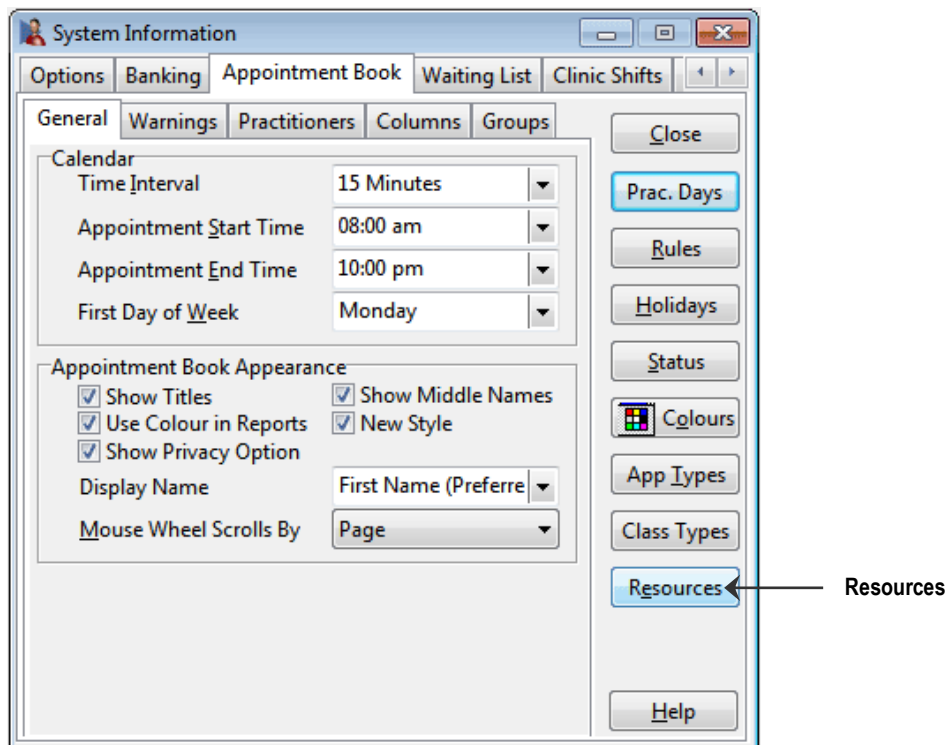 System Information
Options Banking Appointment Book Waiting List Clinic Shifts
General Warnings Practitioners Columns Groups
Close
Calendar
Time Interval 15 Minutes
Prac. Days
Appointment Start Time 08:00 am
Rules
Appointment End Time 10:00 pm
First Day of Week Monday
Holidays
Appointment Book Appearance
Status
Show Titles Show Middle Names
Use Colour in Reports New Style
Colours
Show Privacy Option
Display Name First Name (Preferre
App Types
Mouse Wheel Scrolls By Page
Class Types
Resources Resources
Help